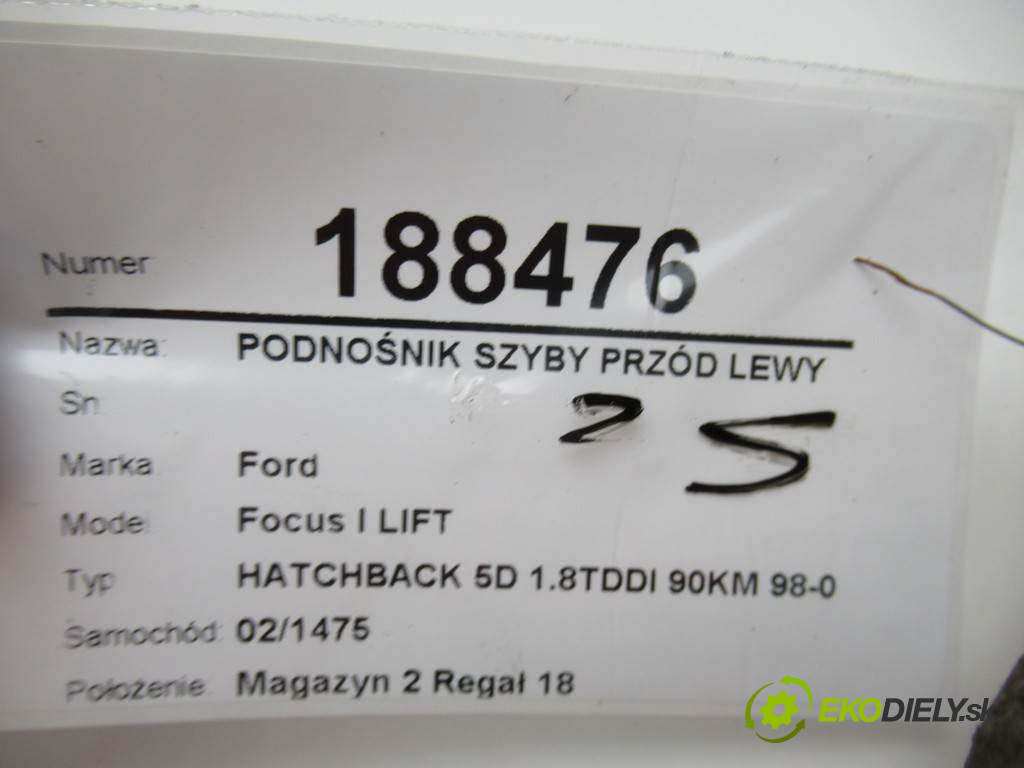 Numer 188476
Nazwa: PODNOŚNIK SZYBY PRZÓD LEWY
Sn
25
Marka Ford
Model Focus I LIFT
Typ HATCHBACK 5D 1.8TDDI 90KM 98-0
Samochód: 02/1475
Położenie Magazyn 2 Regał 18
EKODIELY.sk